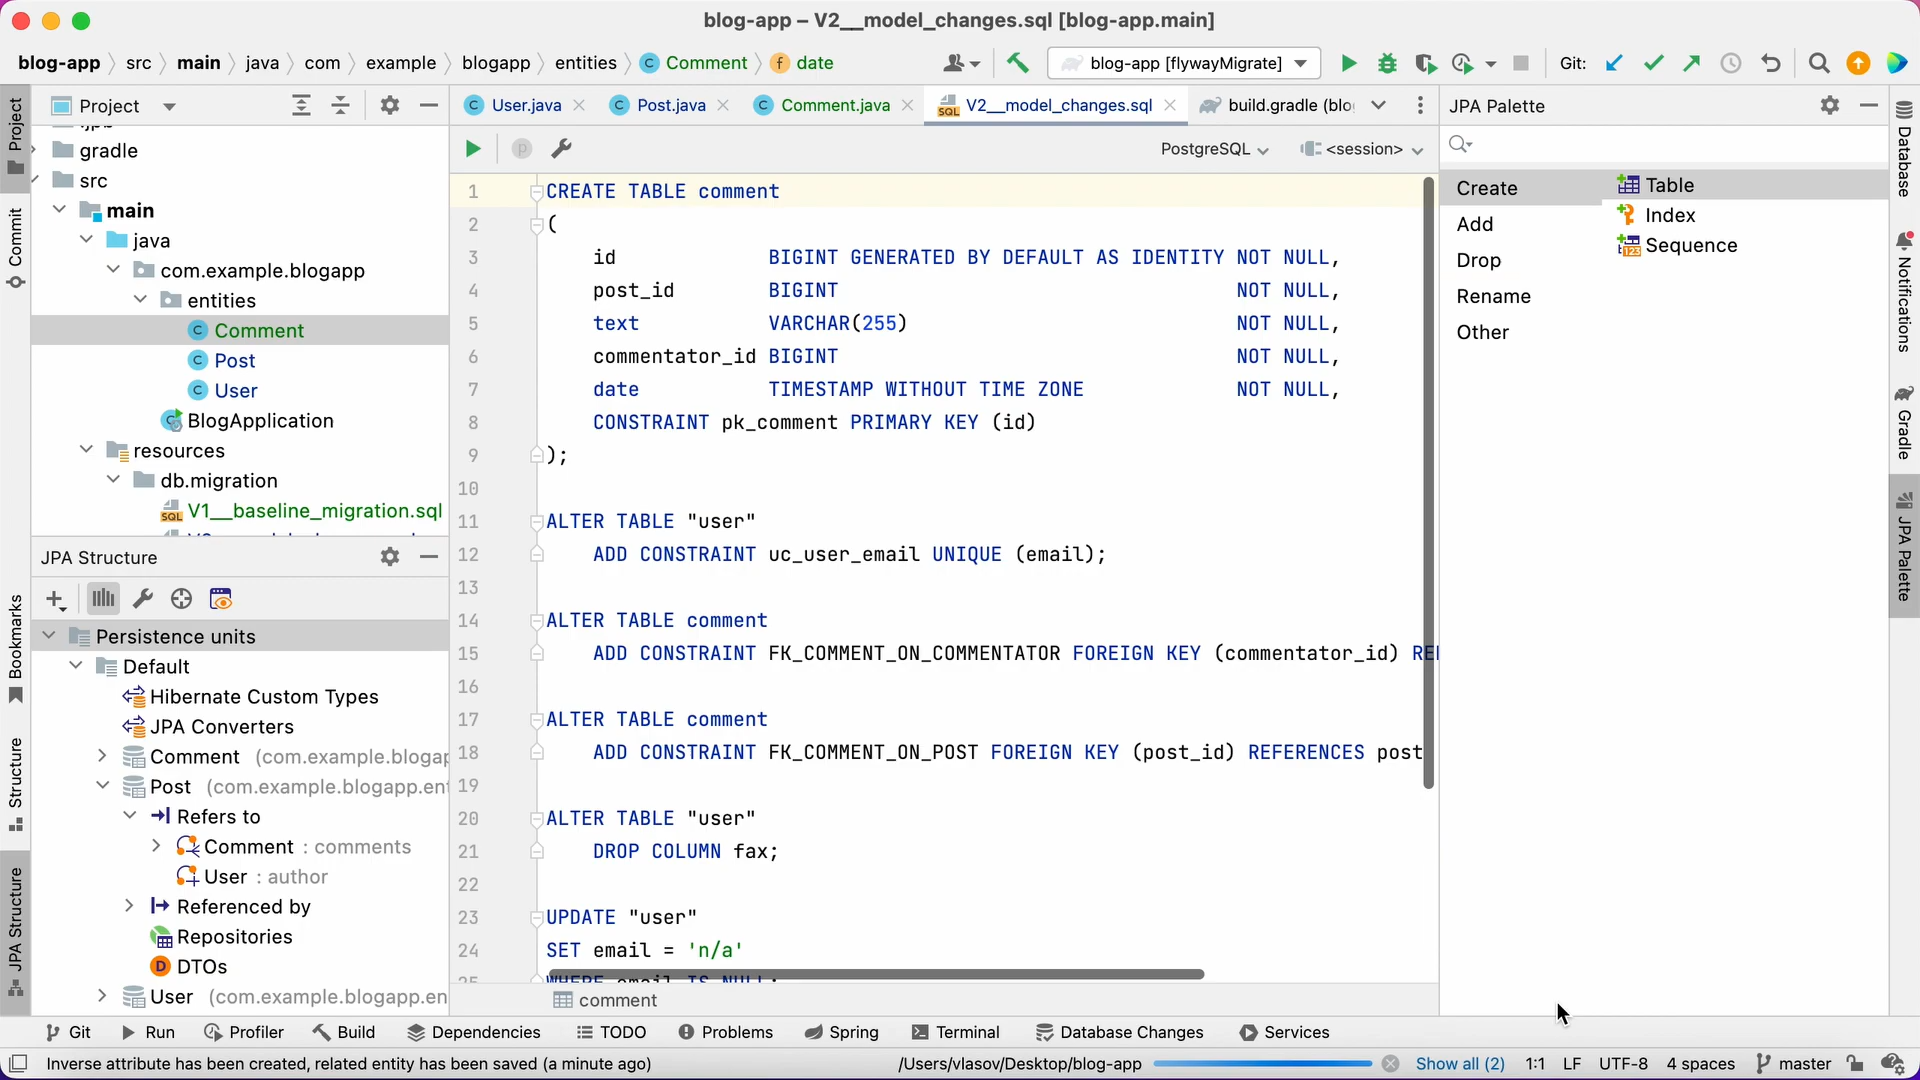 blog-app – V2__model_changes.sql [blog-app.main]
blog-app src main java com example blogapp entities Comment date
blog-app [flywayMigrate]
Git:
Project
User.java Post.java Comment.java V2__model_changes.sql build.gradle
JPA Palette
PostgreSQL <session>
Project
Commit
Bookmarks
Structure
JPA Structure
gradle
src
main
java
com.example.blogapp
entities
Comment
Post
User
BlogApplication
resources
db.migration
V1__baseline_migration.sql
JPA Structure
Persistence units
Default
Hibernate Custom Types
JPA Converters
Comment (com.example.blogap
Post (com.example.blogapp.ent
Refers to
Comment : comments
User : author
Referenced by
Repositories
DTOs
User (com.example.blogapp.en
1 CREATE TABLE comment
2 (
3 id BIGINT GENERATED BY DEFAULT AS IDENTITY NOT NULL,
4 post_id BIGINT NOT NULL,
5 text VARCHAR(255) NOT NULL,
6 commentator_id BIGINT NOT NULL,
7 date TIMESTAMP WITHOUT TIME ZONE NOT NULL,
8 CONSTRAINT pk_comment PRIMARY KEY (id)
9 );
10
11 ALTER TABLE "user"
12 ADD CONSTRAINT uc_user_email UNIQUE (email);
13
14 ALTER TABLE comment
15 ADD CONSTRAINT FK_COMMENT_ON_COMMENTATOR FOREIGN KEY (commentator_id)
16
17 ALTER TABLE comment
18 ADD CONSTRAINT FK_COMMENT_ON_POST FOREIGN KEY (post_id) REFERENCES post
19
20 ALTER TABLE "user"
21 DROP COLUMN fax;
22
23 UPDATE "user"
24 SET email = 'n/a'
25 WHERE email IS NULL;
comment
Create
Add
Drop
Rename
Other
Table
Index
Sequence
Database
Notifications
Gradle
JPA Palette
Git Run Profiler Build Dependencies TODO Problems Spring Terminal Database Changes Services
Inverse attribute has been created, related entity has been saved (a minute ago) /Users/vlasov/Desktop/blog-app Show all (2) 1:1 LF UTF-8 4 spaces master